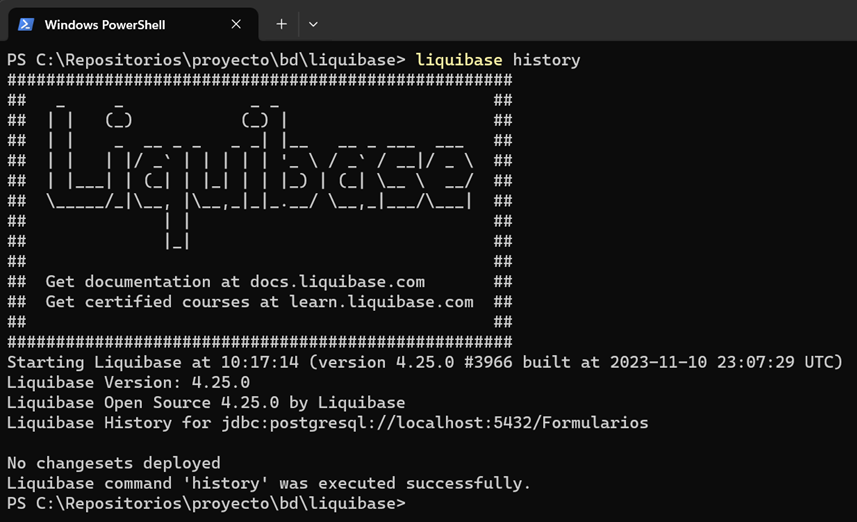 Windows PowerShell
PS C:\Repositorios\proyecto\bd\liquibase> liquibase history
####################################################
##   _     _             _ _                      ##
##  | |   (_)           (_) |                     ##
##  | |    _  __ _ _   _ _| |__   __ _ ___  ___   ##
##  | |   | |/ _` | | | | | '_ \ / _` / __|/ _ \  ##
##  | |___| | (_| | |_| | | |_) | (_| \__ \  __/  ##
##  \_____/_|\__, |\__,_|_|_.__/ \__,_|___/\___|  ##
##              | |                               ##
##              |_|                               ##
##                                                ##
##  Get documentation at docs.liquibase.com       ##
##  Get certified courses at learn.liquibase.com  ##
##                                                ##
####################################################
Starting Liquibase at 10:17:14 (version 4.25.0 #3966 built at 2023-11-10 23:07:29 UTC)
Liquibase Version: 4.25.0
Liquibase Open Source 4.25.0 by Liquibase
Liquibase History for jdbc:postgresql://localhost:5432/Formularios
No changesets deployed
Liquibase command 'history' was executed successfully.
PS C:\Repositorios\proyecto\bd\liquibase>